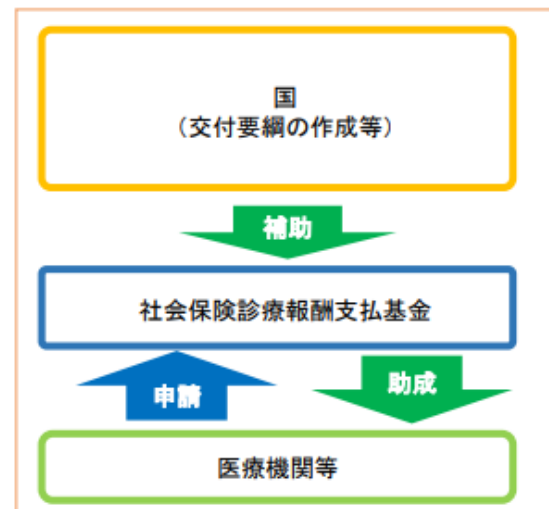 国
（交付要綱の作成等）
補助
社会保険診療報酬支払基金
申請
助成
医療機関等